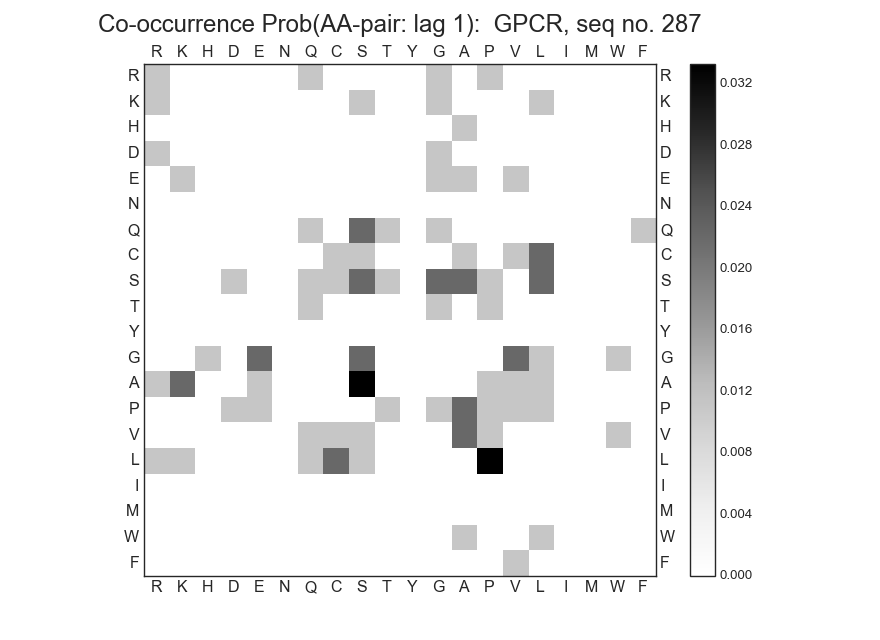 Co-occurrence Prob(AA-pair: lag 1):  GPCR, seq no. 287
R K H D E N Q C S T Y G A P V L I M W F
R R 0.032
K K
H H 0.028
D D
E E 0.024
N N
Q Q
C C 0.020
S S
T T
Y Y 0.016
G G
A A 0.012
P P
V V 0.008
L L
I I
M M 0.004
W W
F F 0.000
R K H D E N Q C S T Y G A P V L I M W F